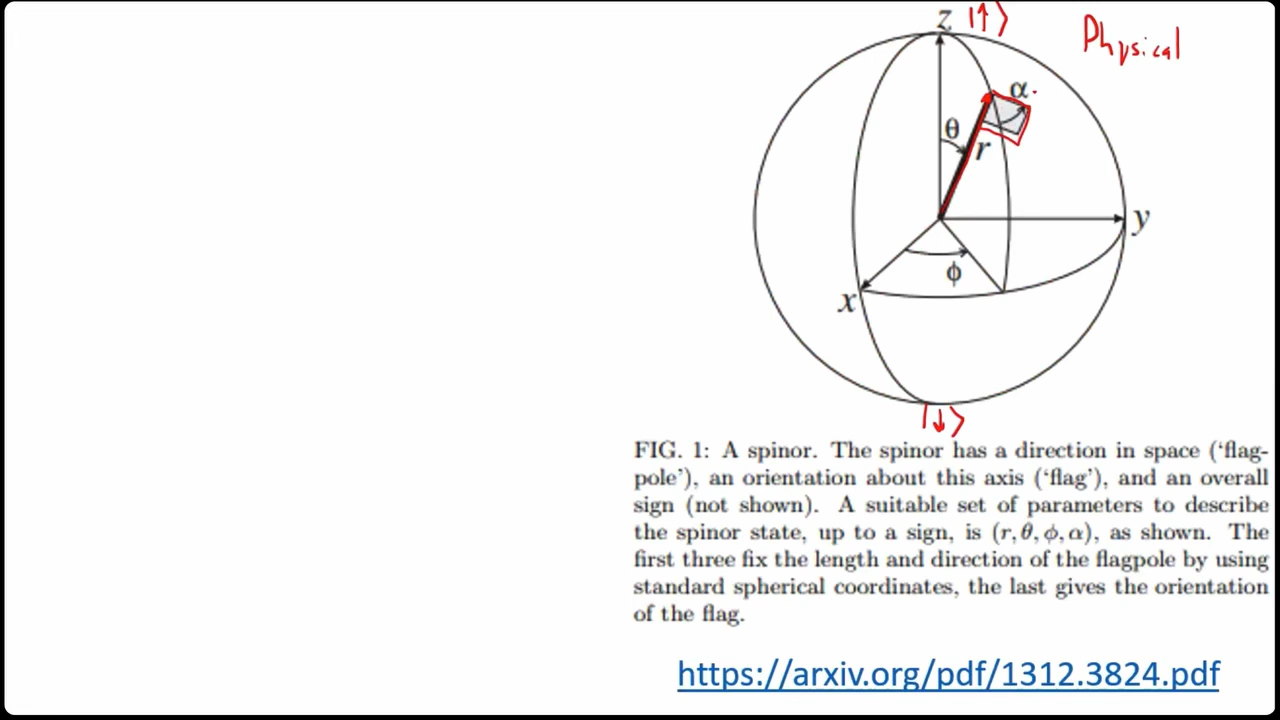 z |↑⟩
Physical
α
θ
r
y
ϕ
x
|↓⟩
FIG. 1: A spinor. The spinor has a direction in space (‘flag-
pole’), an orientation about this axis (‘flag’), and an overall
sign (not shown). A suitable set of parameters to describe
the spinor state, up to a sign, is (r, θ, ϕ, α), as shown. The
first three fix the length and direction of the flagpole by using
standard spherical coordinates, the last gives the orientation
of the flag.
https://arxiv.org/pdf/1312.3824.pdf